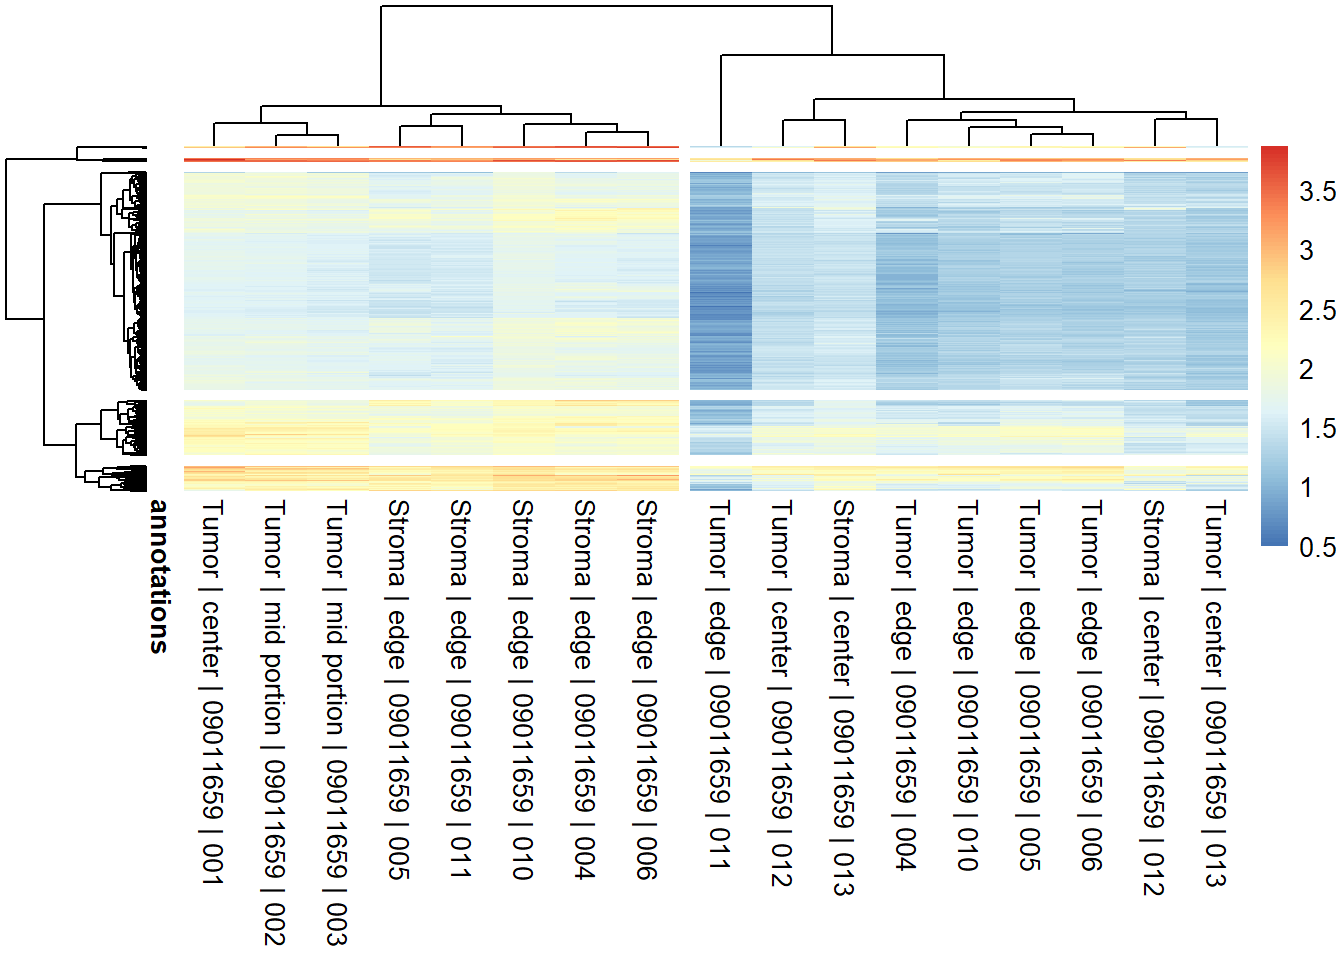 3.5
3
2.5
2
1.5
1
0.5
annotations
Tumor | center | 09011659 | 001
Tumor | mid portion | 09011659 | 002
Tumor | mid portion | 09011659 | 003
Stroma | edge | 09011659 | 005
Stroma | edge | 09011659 | 011
Stroma | edge | 09011659 | 010
Stroma | edge | 09011659 | 004
Stroma | edge | 09011659 | 006
Tumor | edge | 09011659 | 011
Tumor | center | 09011659 | 012
Stroma | center | 09011659 | 013
Tumor | edge | 09011659 | 004
Tumor | edge | 09011659 | 010
Tumor | edge | 09011659 | 005
Tumor | edge | 09011659 | 006
Stroma | center | 09011659 | 012
Tumor | center | 09011659 | 013